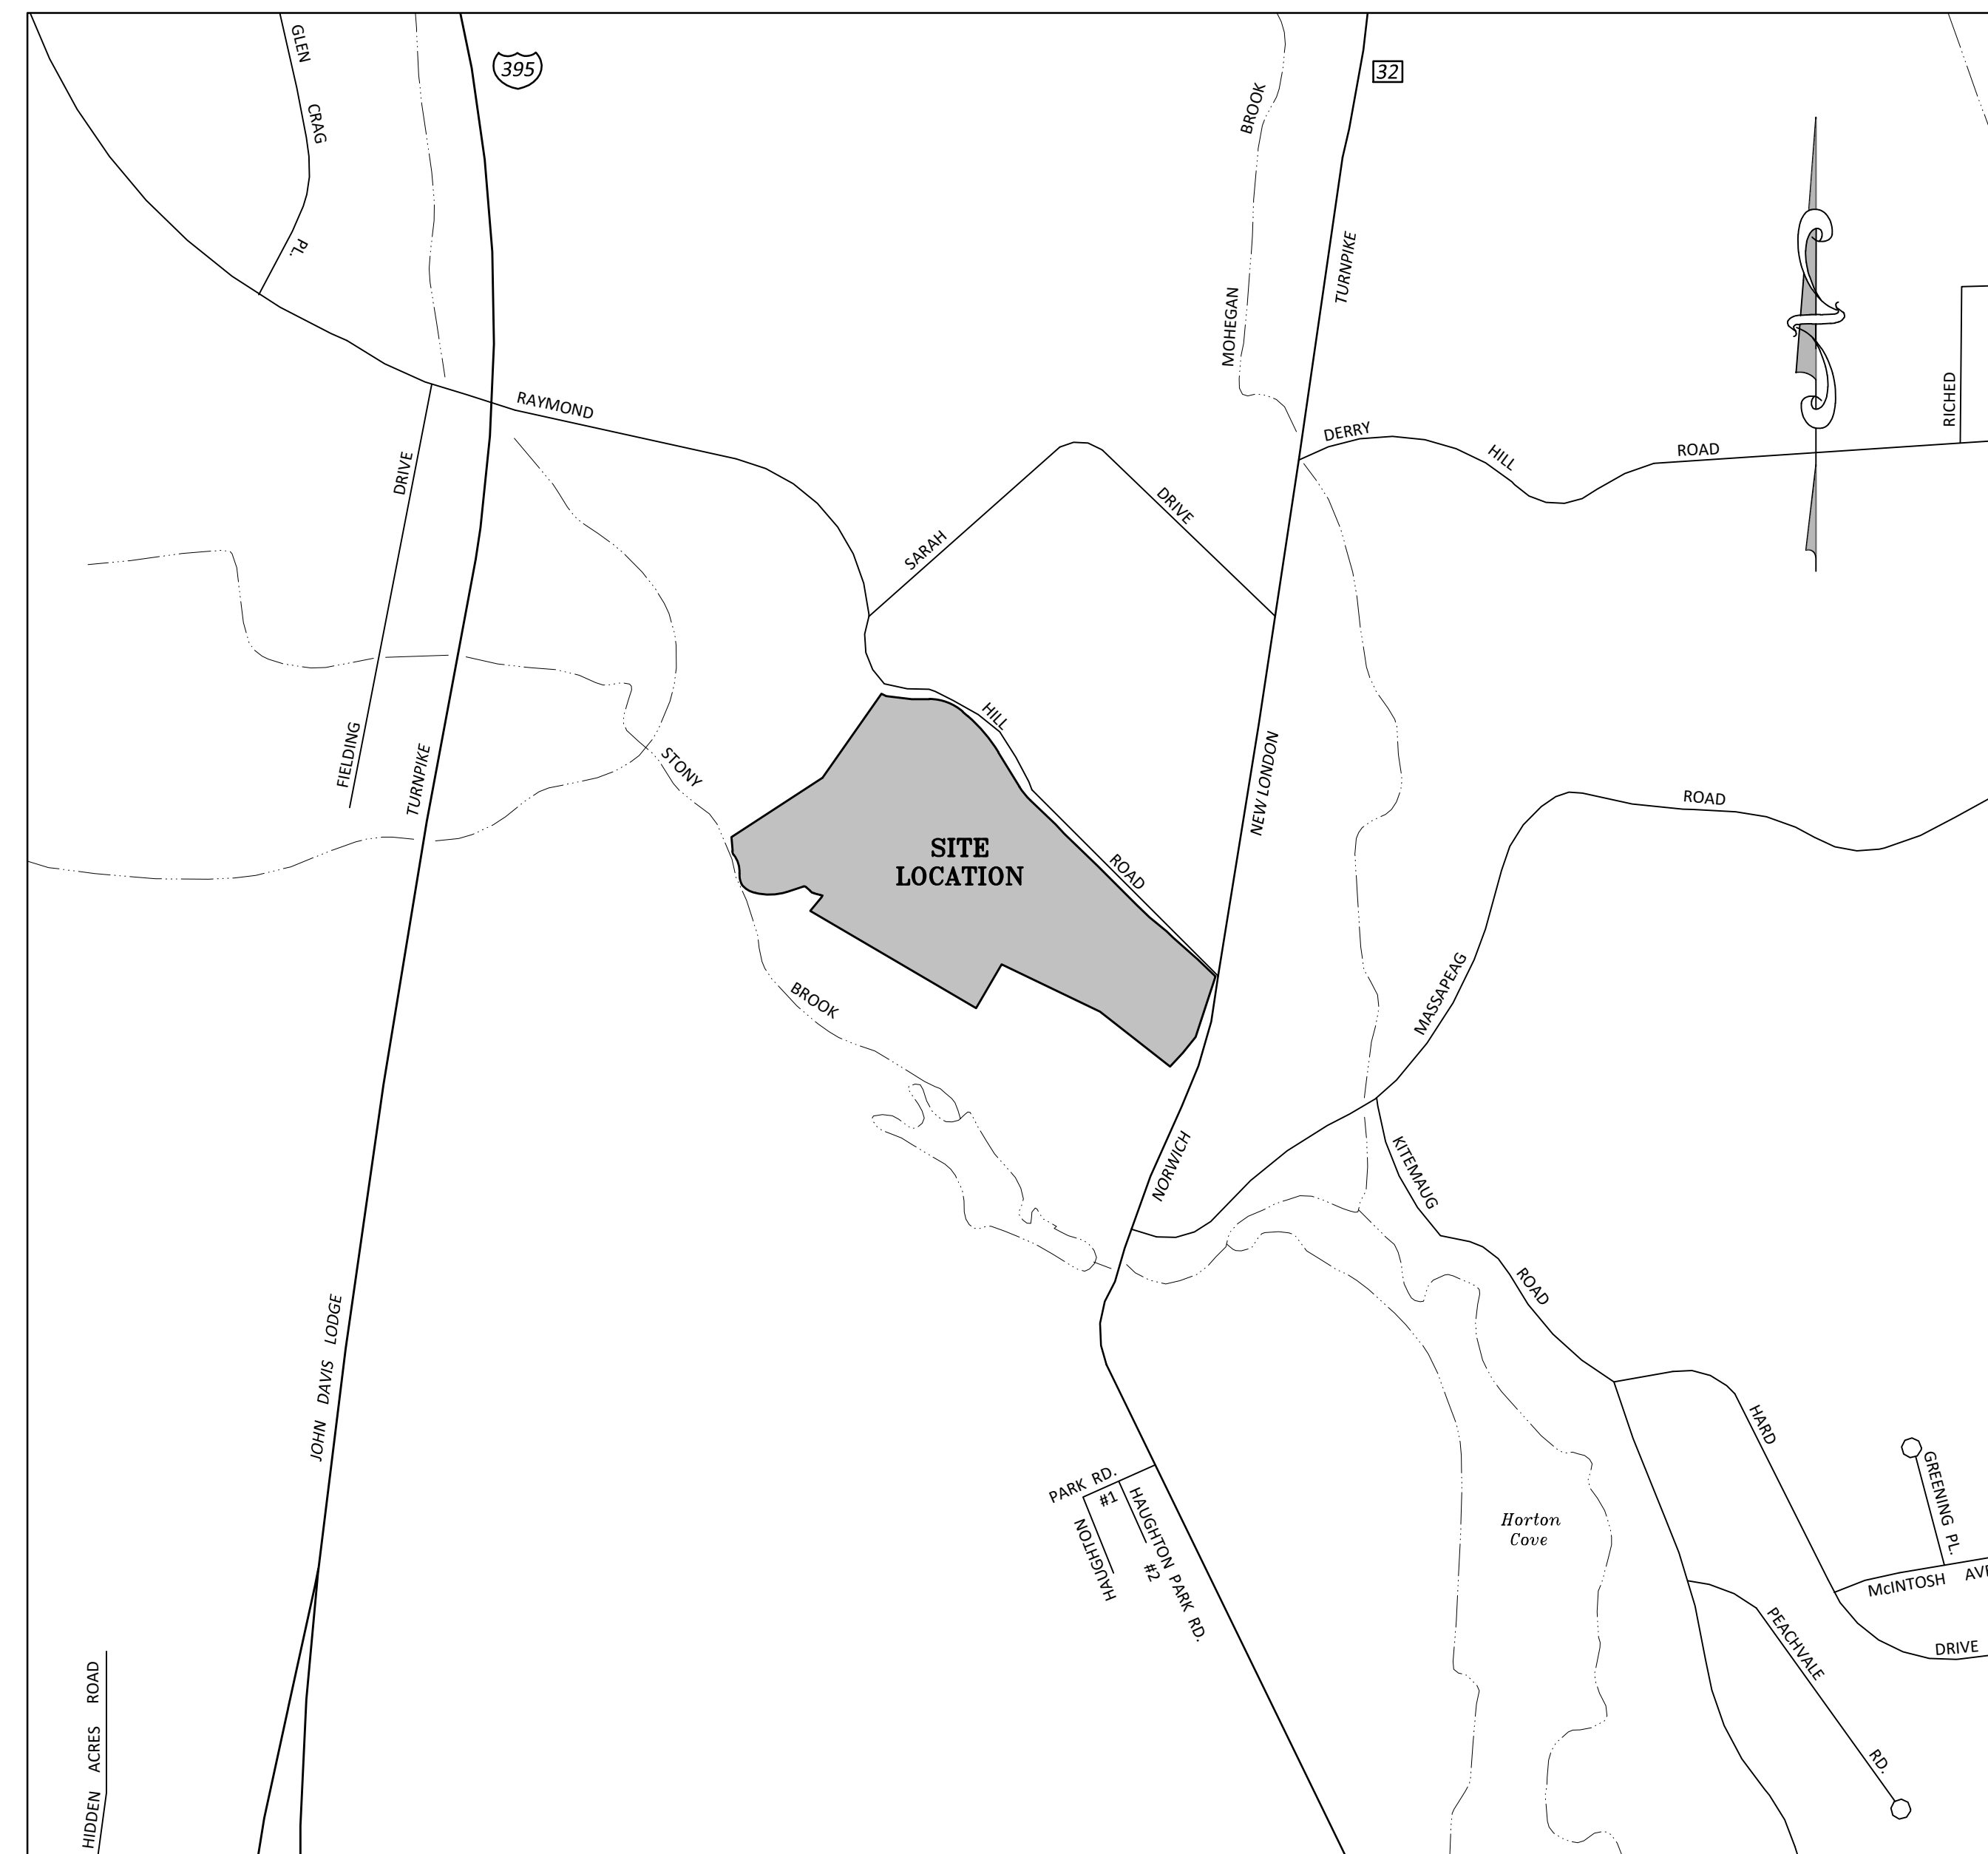 GLEN CRAG PL.
395
MOHEGAN BROOK
32
TURNPIKE
RAYMOND
DRIVE
FIELDING
TURNPIKE
SARAH DRIVE
DERRY HILL ROAD
RICHED
HILL
ROAD
STONY
BROOK
SITE
LOCATION
NEW LONDON
NORWICH
MASSAPEAG
ROAD
KITEMAUG
ROAD
JOHN DAVIS LODGE
PARK RD.
#1
HAUGHTON
HAUGHTON PARK RD.
#2
Horton
Cove
HARD
DRIVE
GREENING PL.
McINTOSH AVE
PEACHVALE
RD.
HIDDEN ACRES ROAD